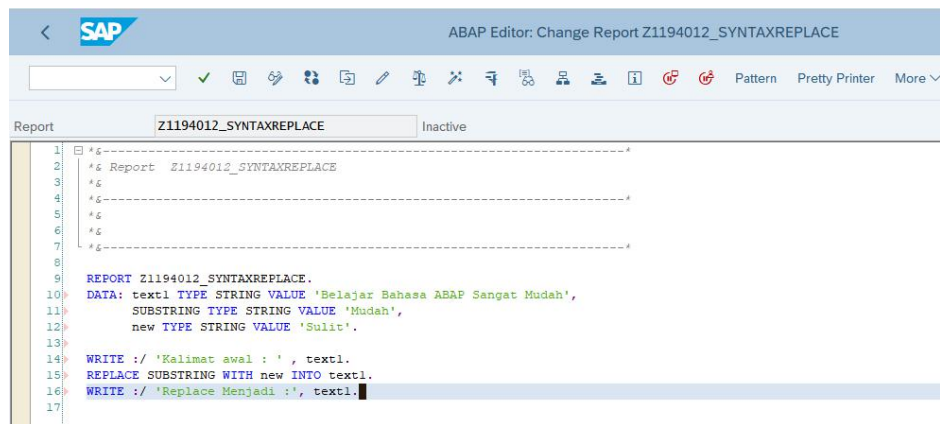 SAP
ABAP Editor: Change Report Z1194012_SYNTAXREPLACE
Pattern Pretty Printer More
Report Z1194012_SYNTAXREPLACE Inactive
1 *&---------------------------------------------------------------------*
2 *& Report Z1194012_SYNTAXREPLACE
3 *&
4 *&---------------------------------------------------------------------*
5 *&
6 *&
7 *&---------------------------------------------------------------------*
8
9 REPORT Z1194012_SYNTAXREPLACE.
10 DATA: text1 TYPE STRING VALUE 'Belajar Bahasa ABAP Sangat Mudah',
11 SUBSTRING TYPE STRING VALUE 'Mudah',
12 new TYPE STRING VALUE 'Sulit'.
13
14 WRITE :/ 'Kalimat awal : ' , text1.
15 REPLACE SUBSTRING WITH new INTO text1.
16 WRITE :/ 'Replace Menjadi :', text1.
17